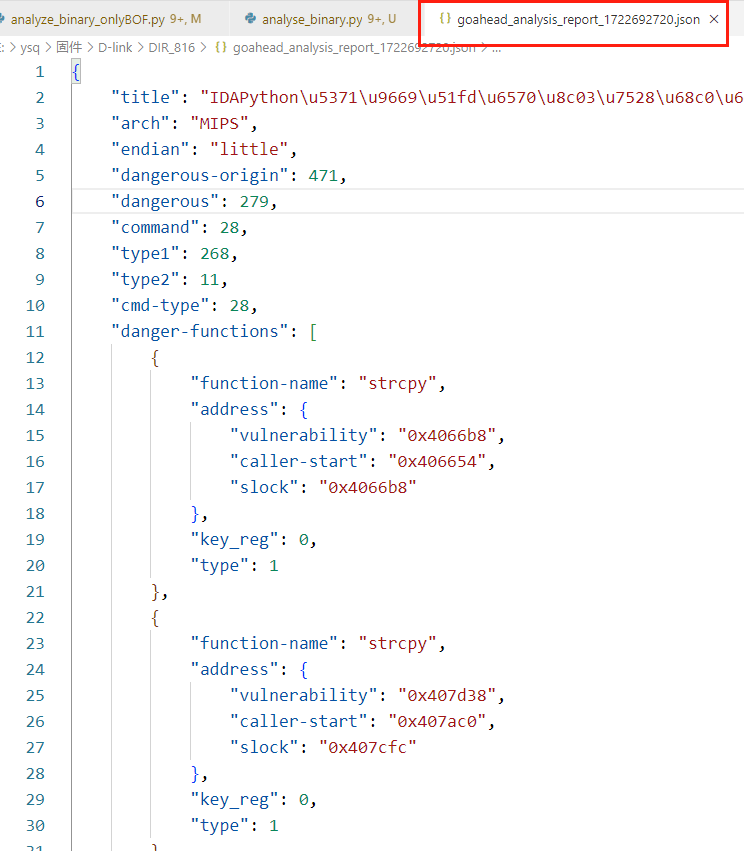 analyze_binary_onlyBOF.py 9+, M analyse_binary.py 9+, U {} goahead_analysis_report_1722692720.json ×
: > ysq > 固件 > D-link > DIR_816 > {} goahead_analysis_report_1722692720.json > ...
1 {
2 "title": "IDAPython\u5371\u9669\u51fd\u6570\u8c03\u7528\u68c0\u6
3 "arch": "MIPS",
4 "endian": "little",
5 "dangerous-origin": 471,
6 "dangerous": 279,
7 "command": 28,
8 "type1": 268,
9 "type2": 11,
10 "cmd-type": 28,
11 "danger-functions": [
12 {
13 "function-name": "strcpy",
14 "address": {
15 "vulnerability": "0x4066b8",
16 "caller-start": "0x406654",
17 "slock": "0x4066b8"
18 },
19 "key_reg": 0,
20 "type": 1
21 },
22 {
23 "function-name": "strcpy",
24 "address": {
25 "vulnerability": "0x407d38",
26 "caller-start": "0x407ac0",
27 "slock": "0x407cfc"
28 },
29 "key_reg": 0,
30 "type": 1
31 }